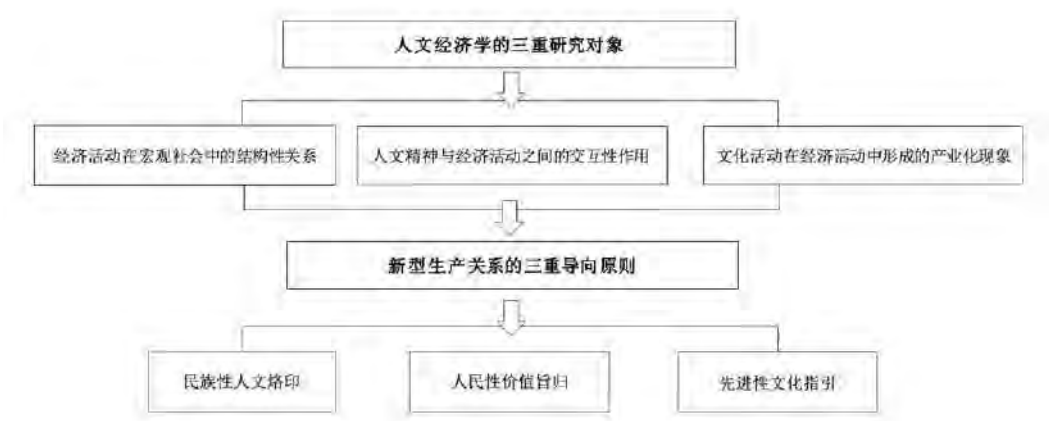 人文经济学的三重研究对象
经济活动在宏观社会中的结构性关系
人文精神与经济活动之间的交互性作用
文化活动在经济活动中形成的产业化现象
新型生产关系的三重导向原则
民族性人文烙印
人民性价值旨归
先进性文化指引